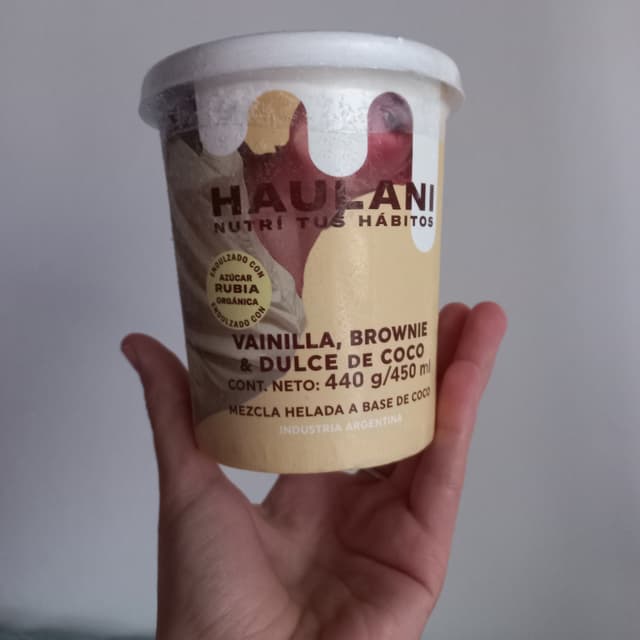 HAULANI
NUTRÍ TUS HÁBITOS
ENDULZADO CON
AZÚCAR
RUBIA
ORGÁNICA
ENDULZADO CON
VAINILLA, BROWNIE
& DULCE DE COCO
CONT. NETO: 440 g/450 ml
MEZCLA HELADA A BASE DE COCO
INDUSTRIA ARGENTINA